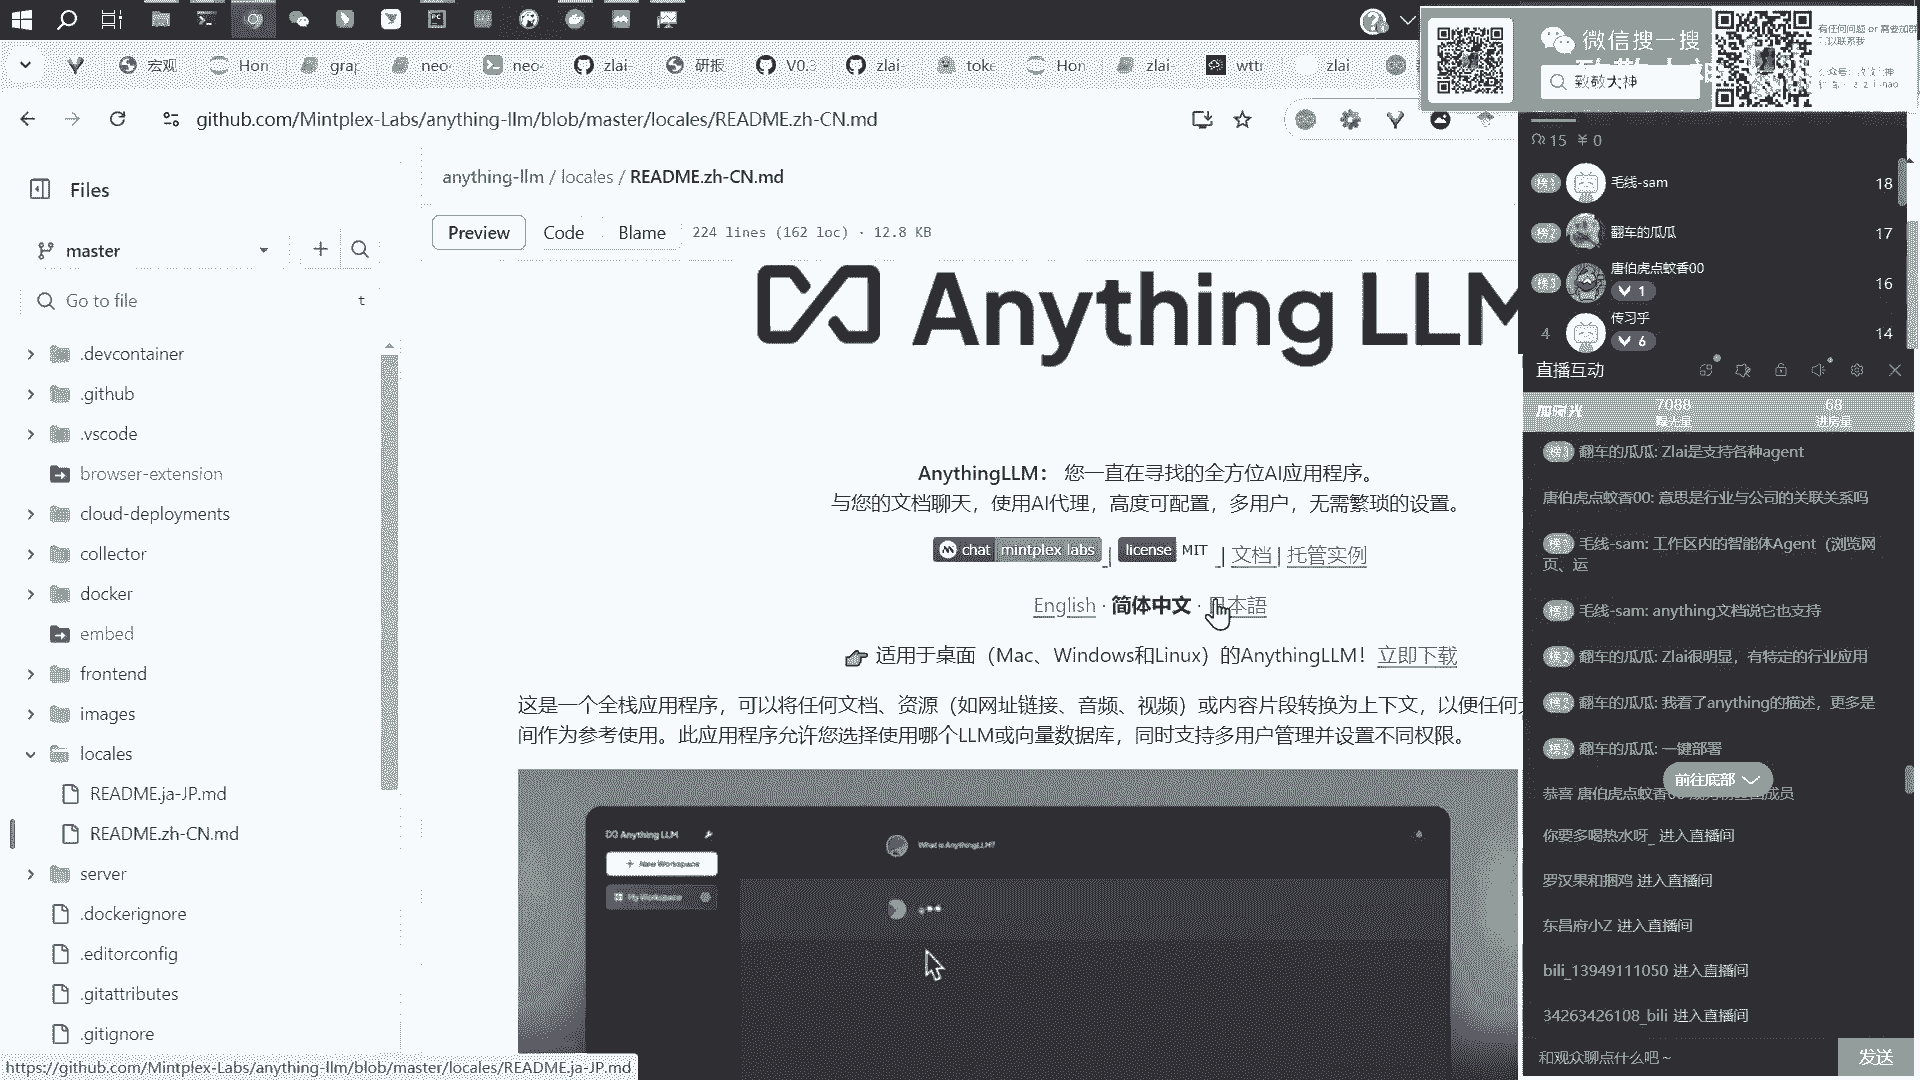 宏观
Hon
grap
neo
neo
zlai-
研报
V0.3
zlai
toke
Hon
zlai
wttr
zlai
微信搜一搜
致敬大神
github.com/Mintplex-Labs/anything-llm/blob/master/locales/README.zh-CN.md
Files
master
Go to file
t
.devcontainer
.github
.vscode
browser-extension
cloud-deployments
collector
docker
embed
frontend
images
locales
README.ja-JP.md
README.zh-CN.md
server
.dockerignore
.editorconfig
.gitattributes
.gitignore
https://github.com/Mintplex-Labs/anything-llm/blob/master/locales/README.ja-JP.md
anything-llm / locales / README.zh-CN.md
Preview Code Blame 224 lines (162 loc) · 12.8 KB
Anything LLM
AnythingLLM： 您一直在寻找的全方位AI应用程序。
与您的文档聊天，使用AI代理，高度可配置，多用户，无需繁琐的设置。
chat mintplex labs | license MIT | 文档 | 托管实例
English · 简体中文 · 日本語
适用于桌面（Mac、Windows和Linux）的AnythingLLM！ 立即下载
这是一个全栈应用程序，可以将任何文档、资源（如网址链接、音频、视频）或内容片段转换为上下文，以便任何
间作为参考使用。此应用程序允许您选择使用哪个LLM或向量数据库，同时支持多用户管理并设置不同权限。
Anything LLM
+ New Workspace
My Workspace
What is AnythingLLM?
15 ¥ 0
毛线-sam 18
翻车的瓜瓜 17
唐伯虎点蚊香00
1
16
4 传习乎
6
14
直播互动
7088
68
翻车的瓜瓜: Zlai是支持各种agent
唐伯虎点蚊香00: 意思是行业与公司的关联关系吗
毛线-sam: 工作区内的智能体Agent（浏览网
页、运
毛线-sam: anything文档说它也支持
翻车的瓜瓜: Zlai很明显，有特定的行业应用
翻车的瓜瓜: 我看了anything的描述，更多是
翻车的瓜瓜: 一键部署
前往底部
恭喜 唐伯虎点蚊香
成员
你要多喝热水呀_ 进入直播间
罗汉果和捆鸡 进入直播间
东昌府小Z 进入直播间
bili_13949111050 进入直播间
34263426108_bili 进入直播间
和观众聊点什么吧 ~
发送